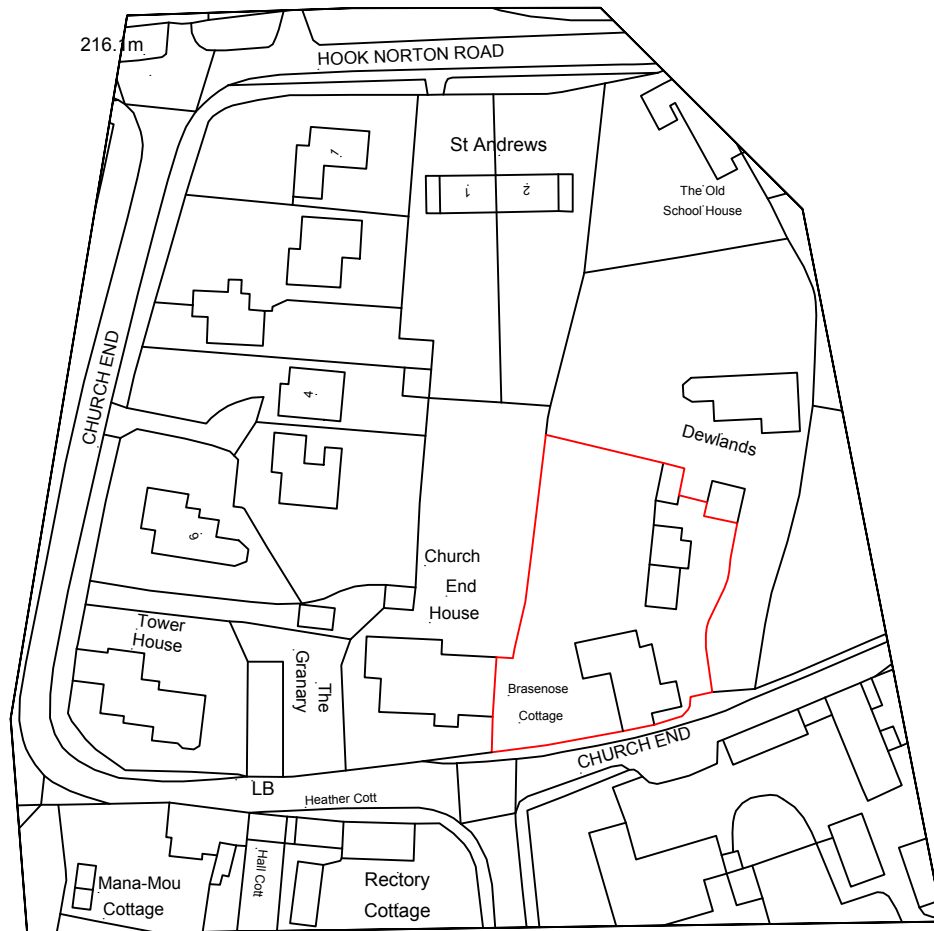 216.1m
HOOK NORTON ROAD
7
St Andrews
1
2
The Old
School House
CHURCH END
4
Dewlands
6
Church
End
House
Tower
House
The
Granary
Brasenose
Cottage
CHURCH END
LB
Heather Cott
Hall Cott
Mana-Mou
Cottage
Rectory
Cottage